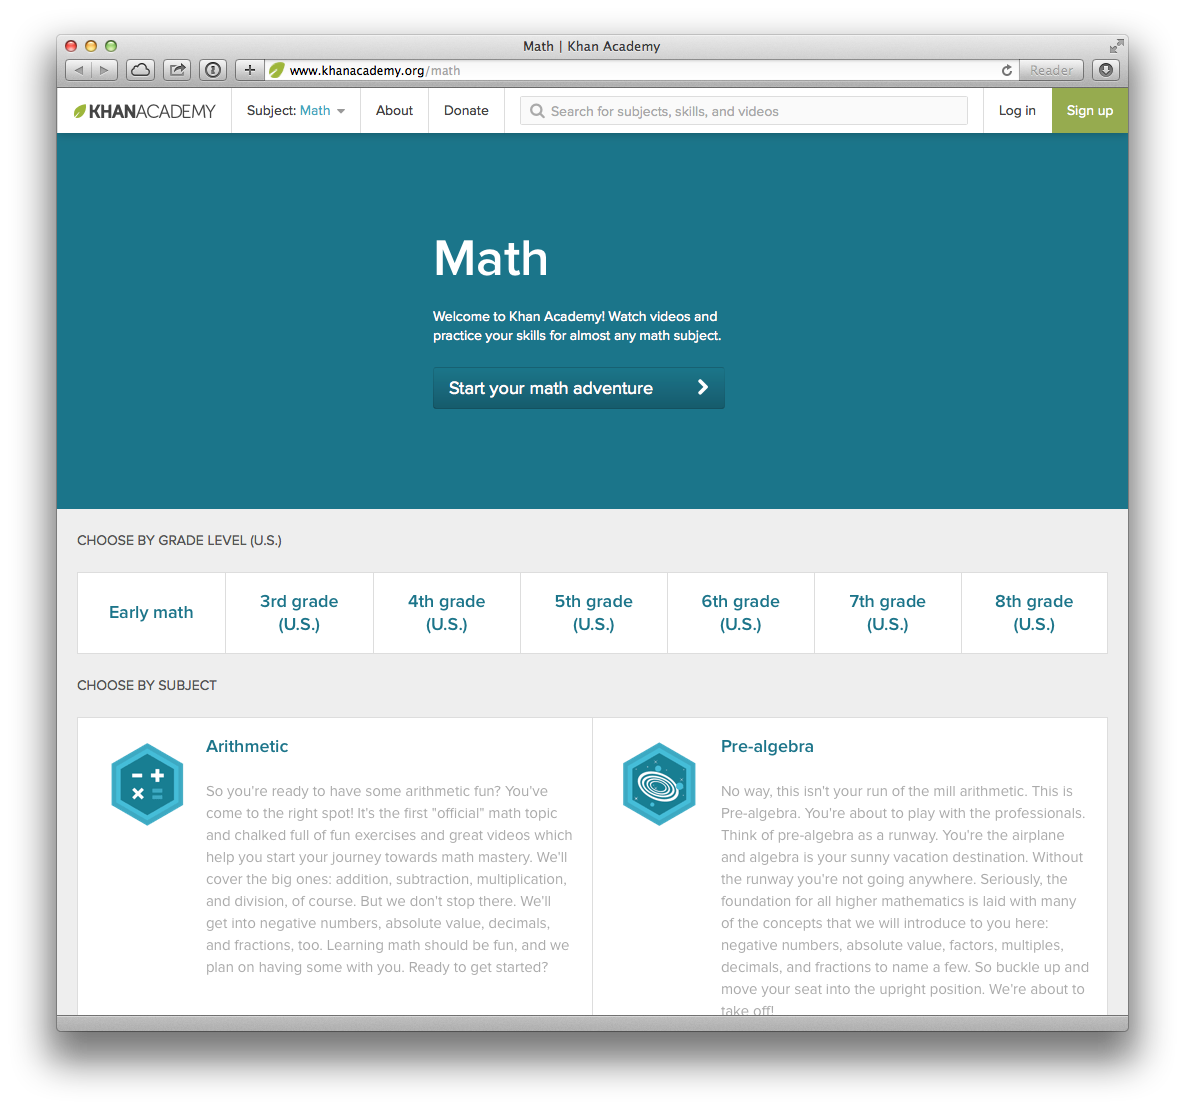 Math | Khan Academy
www.khanacademy.org/math
Reader
KHANACADEMY
Subject: Math
About
Donate
Search for subjects, skills, and videos
Log in
Sign up
Math
Welcome to Khan Academy! Watch videos and
practice your skills for almost any math subject.
Start your math adventure
CHOOSE BY GRADE LEVEL (U.S.)
Early math
3rd grade
(U.S.)
4th grade
(U.S.)
5th grade
(U.S.)
6th grade
(U.S.)
7th grade
(U.S.)
8th grade
(U.S.)
CHOOSE BY SUBJECT
Arithmetic
So you're ready to have some arithmetic fun? You've
come to the right spot! It's the first "official" math topic
and chalked full of fun exercises and great videos which
help you start your journey towards math mastery. We'll
cover the big ones: addition, subtraction, multiplication,
and division, of course. But we don't stop there. We'll
get into negative numbers, absolute value, decimals,
and fractions, too. Learning math should be fun, and we
plan on having some with you. Ready to get started?
Pre-algebra
No way, this isn't your run of the mill arithmetic. This is
Pre-algebra. You're about to play with the professionals.
Think of pre-algebra as a runway. You're the airplane
and algebra is your sunny vacation destination. Without
the runway you're not going anywhere. Seriously, the
foundation for all higher mathematics is laid with many
of the concepts that we will introduce to you here:
negative numbers, absolute value, factors, multiples,
decimals, and fractions to name a few. So buckle up and
move your seat into the upright position. We're about to
take off!